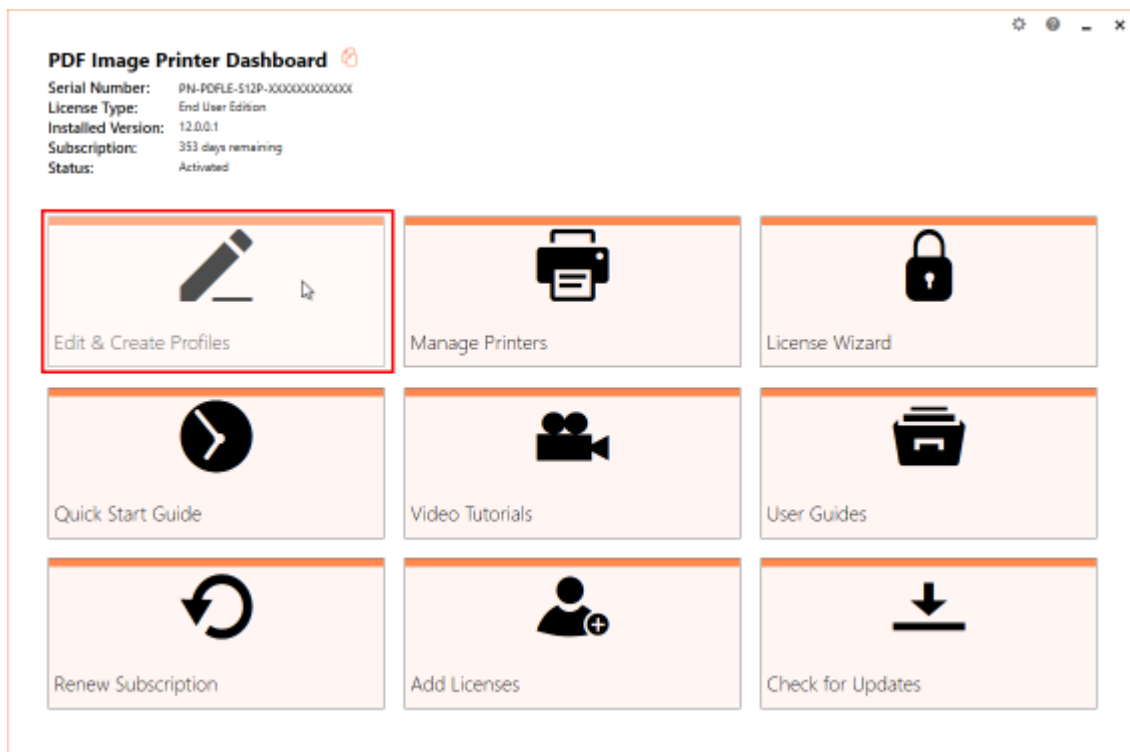 PDF Image Printer Dashboard
Serial Number: PN-PDFLE-S12P-XXXXXXXXXXXX
License Type: End User Edition
Installed Version: 12.0.0.1
Subscription: 353 days remaining
Status: Activated
Edit & Create Profiles
Manage Printers
License Wizard
Quick Start Guide
Video Tutorials
User Guides
Renew Subscription
Add Licenses
Check for Updates